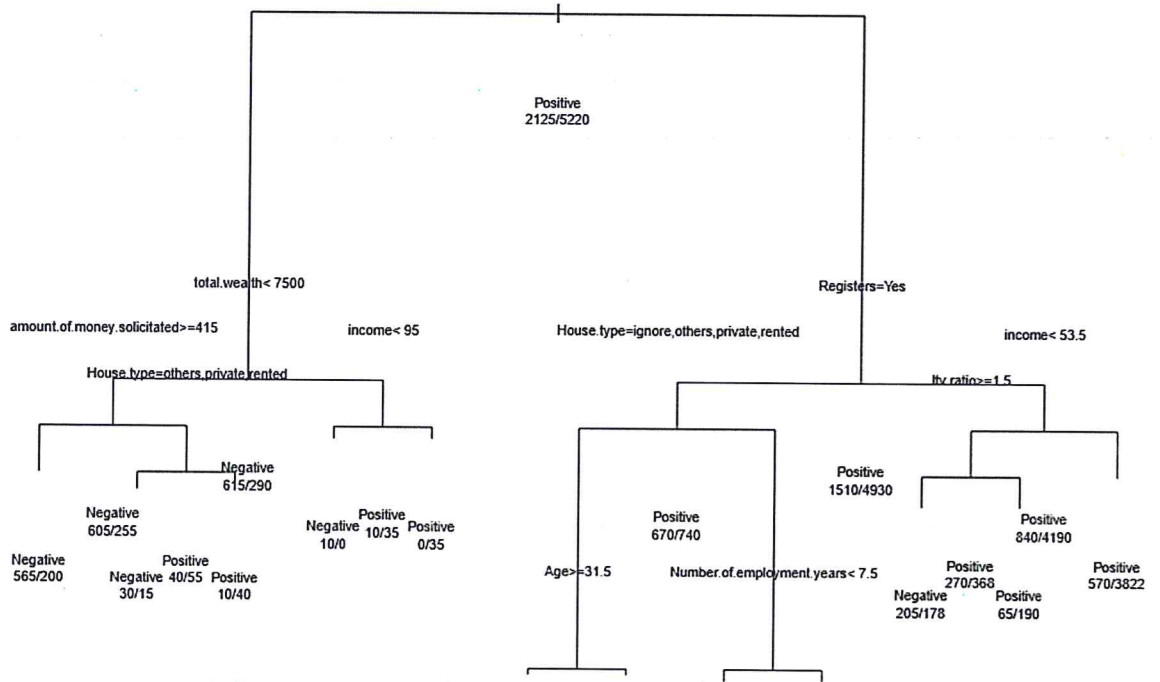 Positive
2125/5220
total.wealth< 7500
Registers=Yes
amount.of.money.solicitated>=415
income< 95
House.type=ignore,others,private,rented
income< 53.5
House.type=others,private,rented
ltv.ratio>=1.5
Negative
615/290
Positive
1510/4930
Negative
605/255
Negative
10/0
Positive
10/35
Positive
0/35
Positive
670/740
Positive
840/4190
Negative
565/200
Positive
40/55
Negative
30/15
Positive
10/40
Age>=31.5
Number.of.employment.years< 7.5
Positive
270/368
Positive
570/3822
Negative
205/178
Positive
65/190